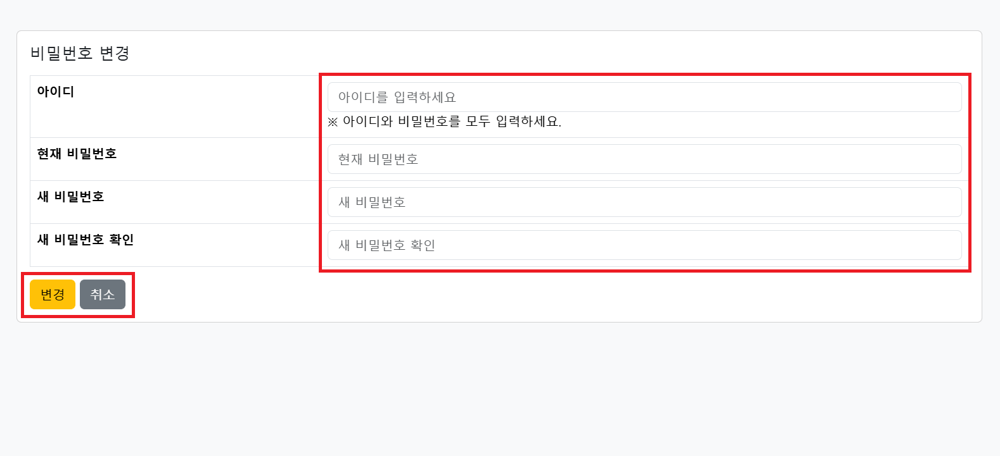 비밀번호 변경
아이디
아이디를 입력하세요
※ 아이디와 비밀번호를 모두 입력하세요.
현재 비밀번호
현재 비밀번호
새 비밀번호
새 비밀번호
새 비밀번호 확인
새 비밀번호 확인
변경 취소